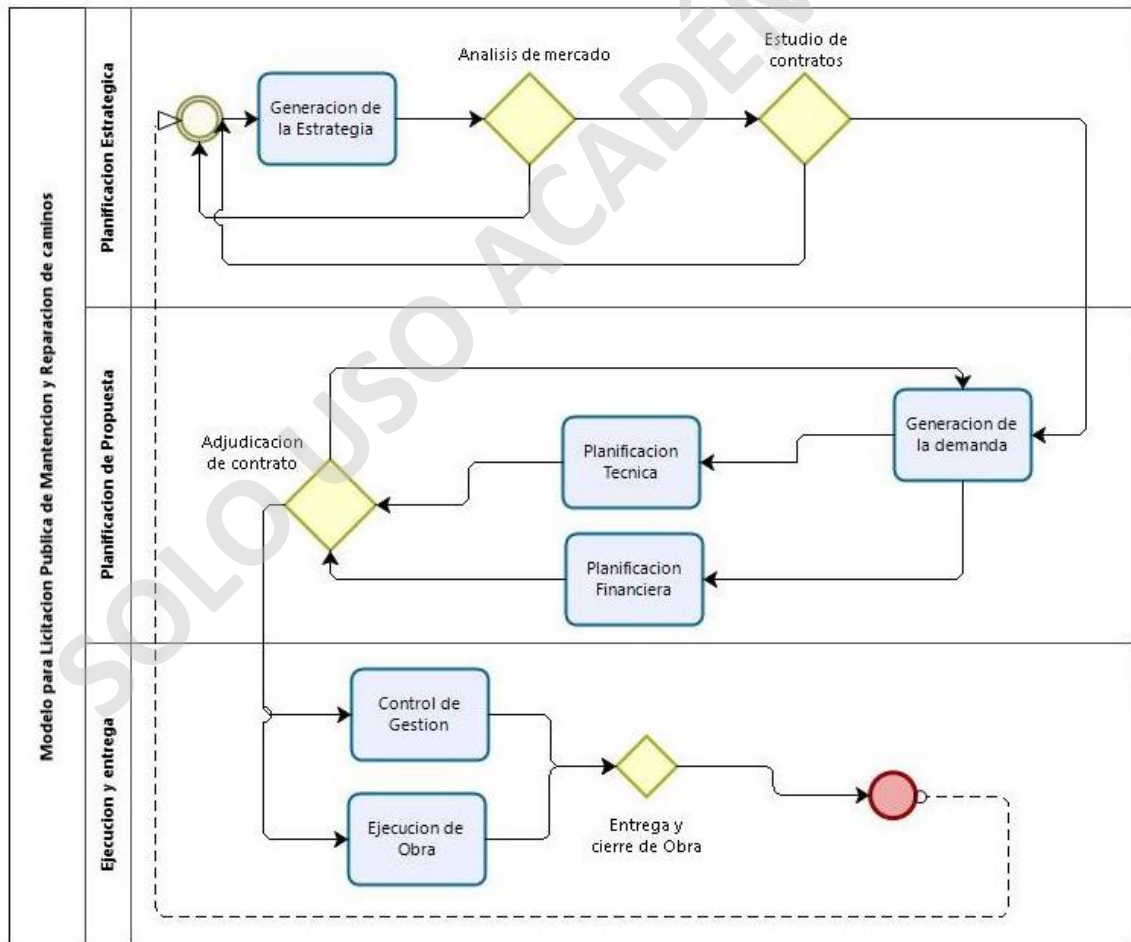 Modelo para Licitacion Publica de Mantencion y Reparacion de caminos
Planificacion Estrategica
Generacion de
la Estrategia
Analisis de mercado
Estudio de
contratos
Planificacion de Propuesta
Adjudicacion
de contrato
Planificacion
Tecnica
Generacion de
la demanda
Planificacion
Financiera
Ejecucion y entrega
Control de
Gestion
Ejecucion de
Obra
Entrega y
cierre de Obra
SOLO USO ACADÉM